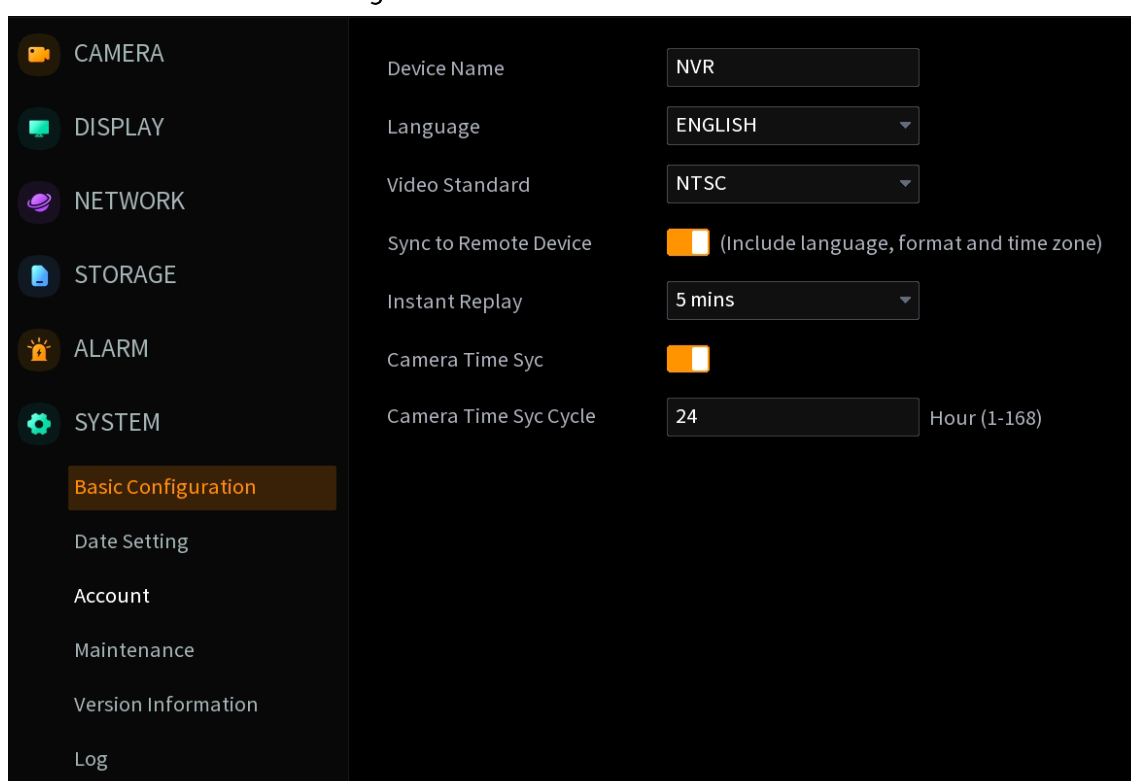 CAMERA
DISPLAY
NETWORK
STORAGE
ALARM
SYSTEM
Basic Configuration
Date Setting
Account
Maintenance
Version Information
Log
Device Name NVR
Language ENGLISH
Video Standard NTSC
Sync to Remote Device (Include language, format and time zone)
Instant Replay 5 mins
Camera Time Syc
Camera Time Syc Cycle 24 Hour (1-168)